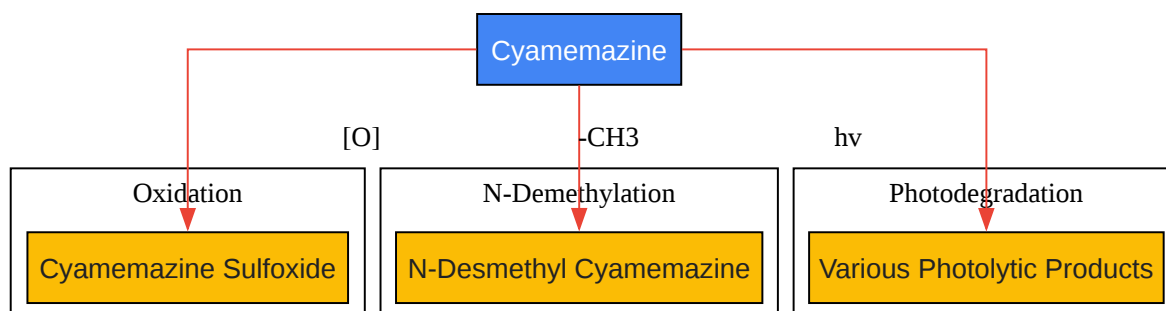 Cyamemazine
[O]
-CH3
hv
Oxidation
N-Demethylation
Photodegradation
Cyamemazine Sulfoxide
N-Desmethyl Cyamemazine
Various Photolytic Products